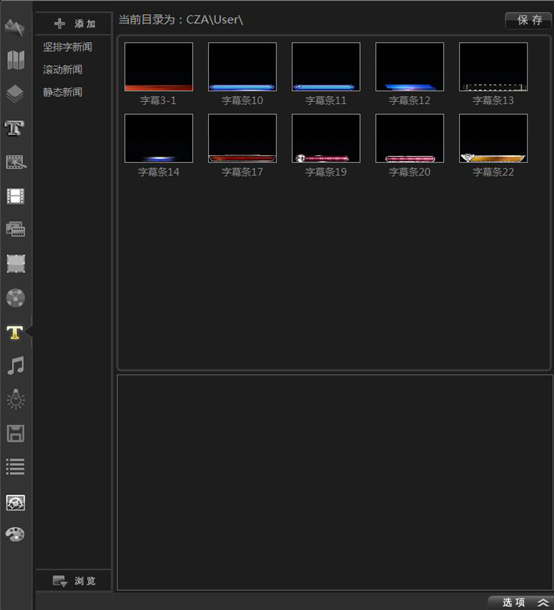 添 加
当前目录为：CZA\User\
保 存
竖排字新闻
滚动新闻
静态新闻
字幕3-1
字幕条10
字幕条11
字幕条12
字幕条13
字幕条14
字幕条17
字幕条19
字幕条20
字幕条22
浏 览
选 项